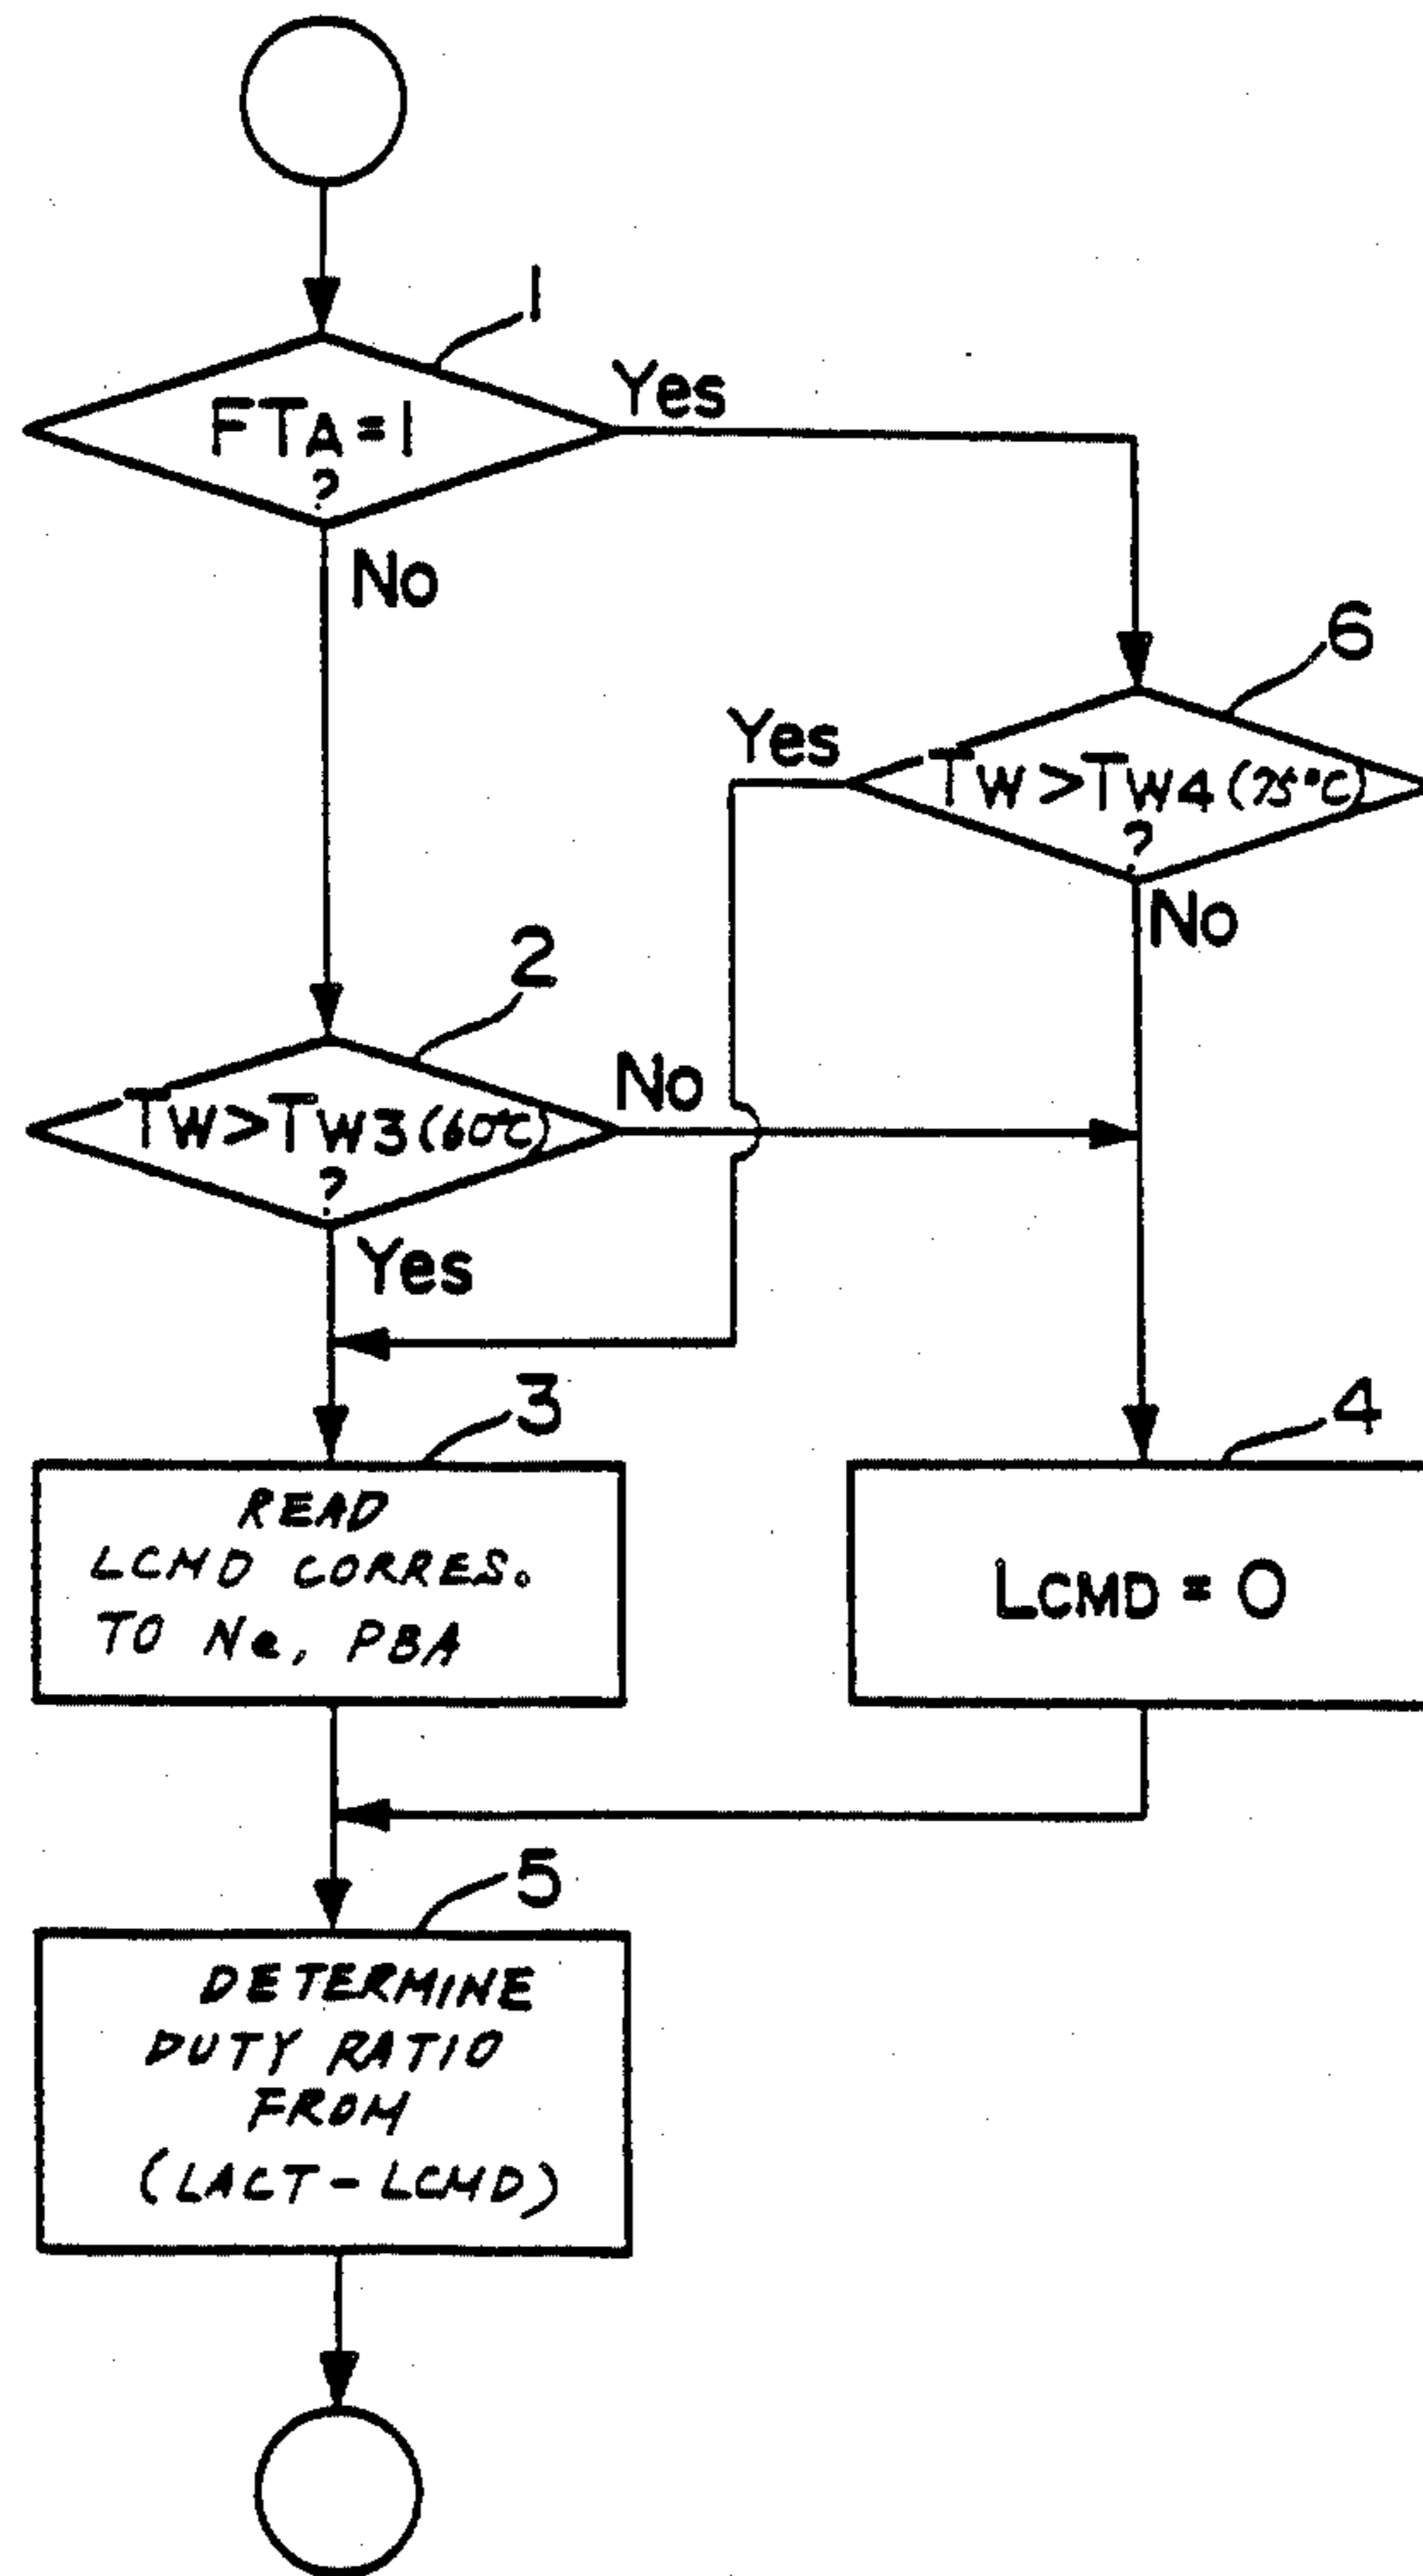 1
FTA=1
?
Yes
No
6
Yes
TW>TW4(75°C)
?
No
2
TW>TW3(60°C)
?
No
Yes
3
READ
LCMD CORRES.
TO Ne, PBA
4
LCMD = 0
5
DETERMINE
DUTY RATIO
FROM
(LACT-LCMD)